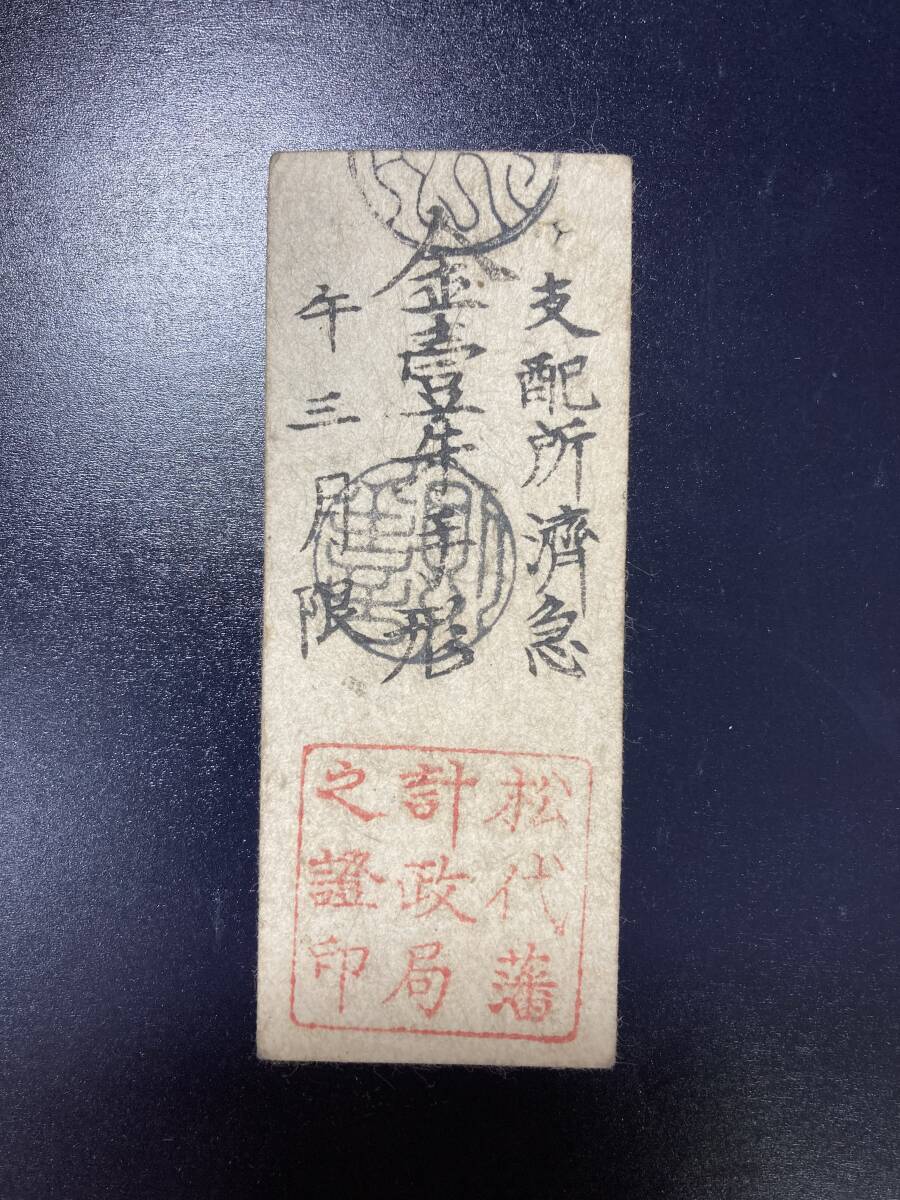 支配所濟急
金壹朱手形
午三月限
松代藩
計政局
之證印